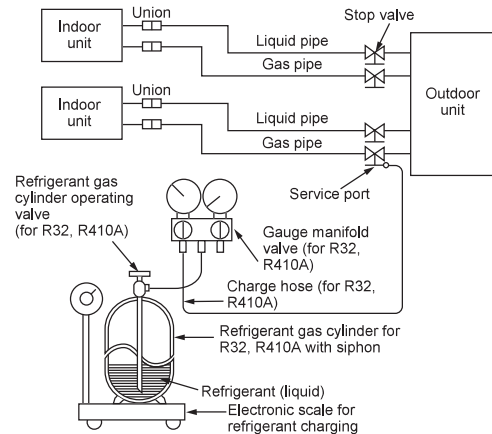 Indoor
unit
Union
Liquid pipe
Gas pipe
Stop valve
Indoor
unit
Union
Liquid pipe
Gas pipe
Outdoor
unit
Service port
Refrigerant gas
cylinder operating
valve
(for R32, R410A)
Gauge manifold
valve (for R32,
R410A)
Charge hose (for R32,
R410A)
Refrigerant gas cylinder for
R32, R410A with siphon
Refrigerant (liquid)
Electronic scale for
refrigerant charging